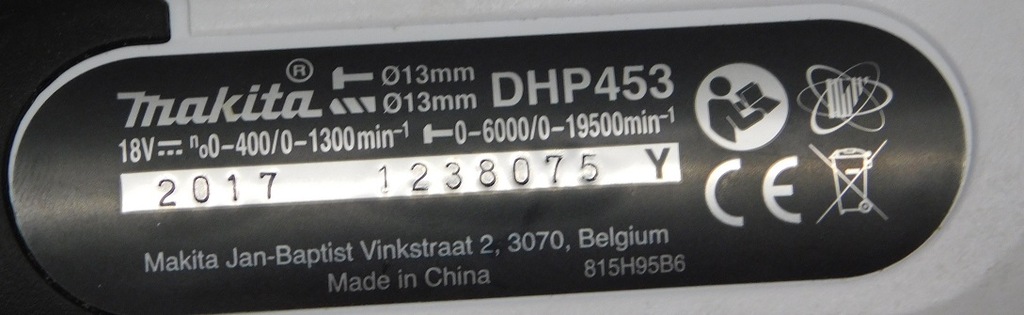 makita® Ø13mm DHP453
Ø13mm
18V⎓ n₀0-400/0-1300min⁻¹ 0-6000/0-19500min⁻¹
2017 1238075 Y
CE
Makita Jan-Baptist Vinkstraat 2, 3070, Belgium
Made in China 815H95B6